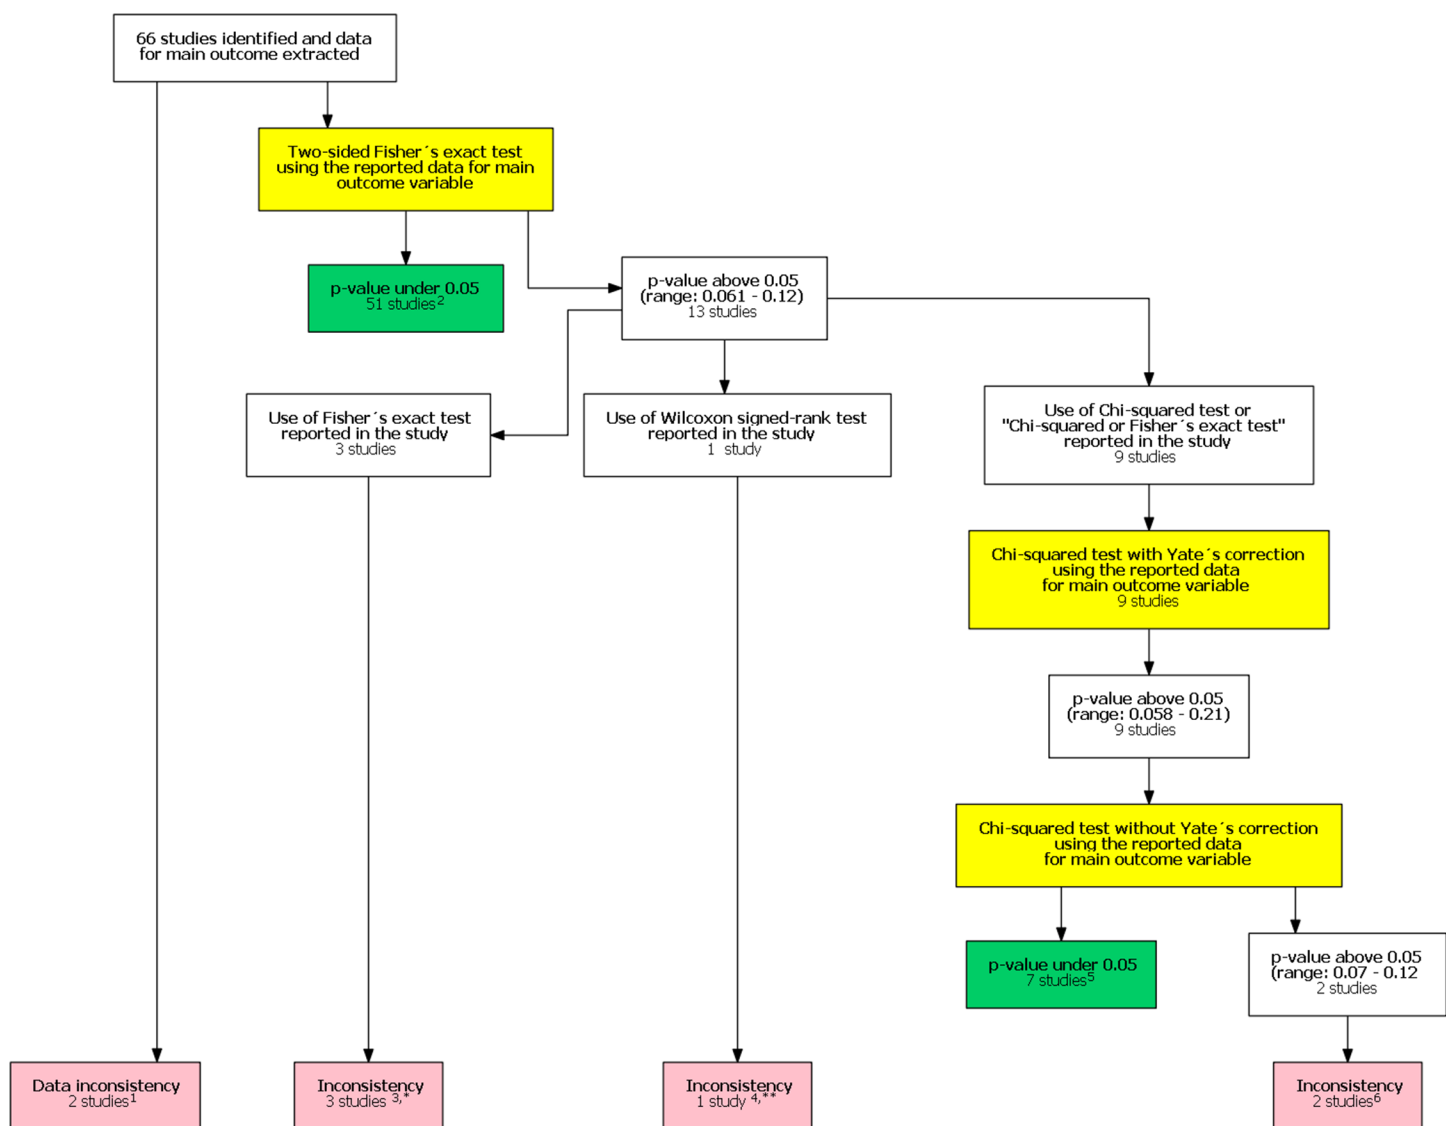 66 studies identified and data
for main outcome extracted
Two-sided Fisher´s exact test
using the reported data for main
outcome variable
p-value under 0.05
51 studies²
p-value above 0.05
(range: 0.061 - 0.12)
13 studies
Use of Fisher´s exact test
reported in the study
3 studies
Use of Wilcoxon signed-rank test
reported in the study
1 study
Use of Chi-squared test or
"Chi-squared or Fisher´s exact test"
reported in the study
9 studies
Chi-squared test with Yate´s correction
using the reported data
for main outcome variable
9 studies
p-value above 0.05
(range: 0.058 - 0.21)
9 studies
Chi-squared test without Yate´s correction
using the reported data
for main outcome variable
p-value under 0.05
7 studies⁵
p-value above 0.05
(range: 0.07 - 0.12
2 studies
Data inconsistency
2 studies¹
Inconsistency
3 studies ³,*
Inconsistency
1 study ⁴,**
Inconsistency
2 studies⁶